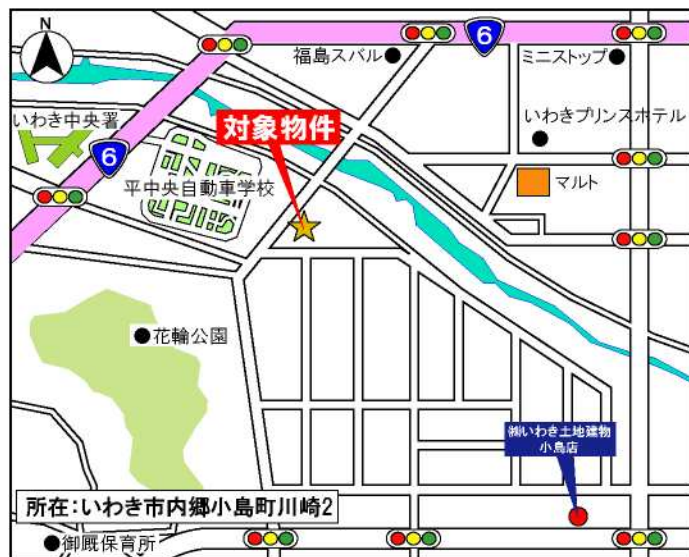 N
福島スバル
6
ミニストップ
いわき中央署
対象物件
いわきプリンスホテル
6
平中央自動車学校
マルト
花輪公園
㈱いわき土地建物
小島店
所在:いわき市内郷小島町川崎2
御厩保育所